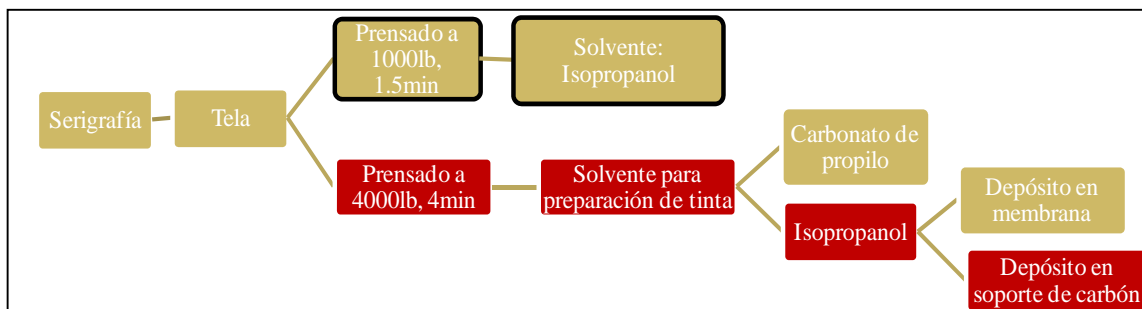 Serigrafía
Tela
Prensado a
1000lb,
1.5min
Solvente:
Isopropanol
Prensado a
4000lb, 4min
Solvente para
preparación de tinta
Carbonato de
propilo
Isopropanol
Depósito en
membrana
Depósito en
soporte de carbón